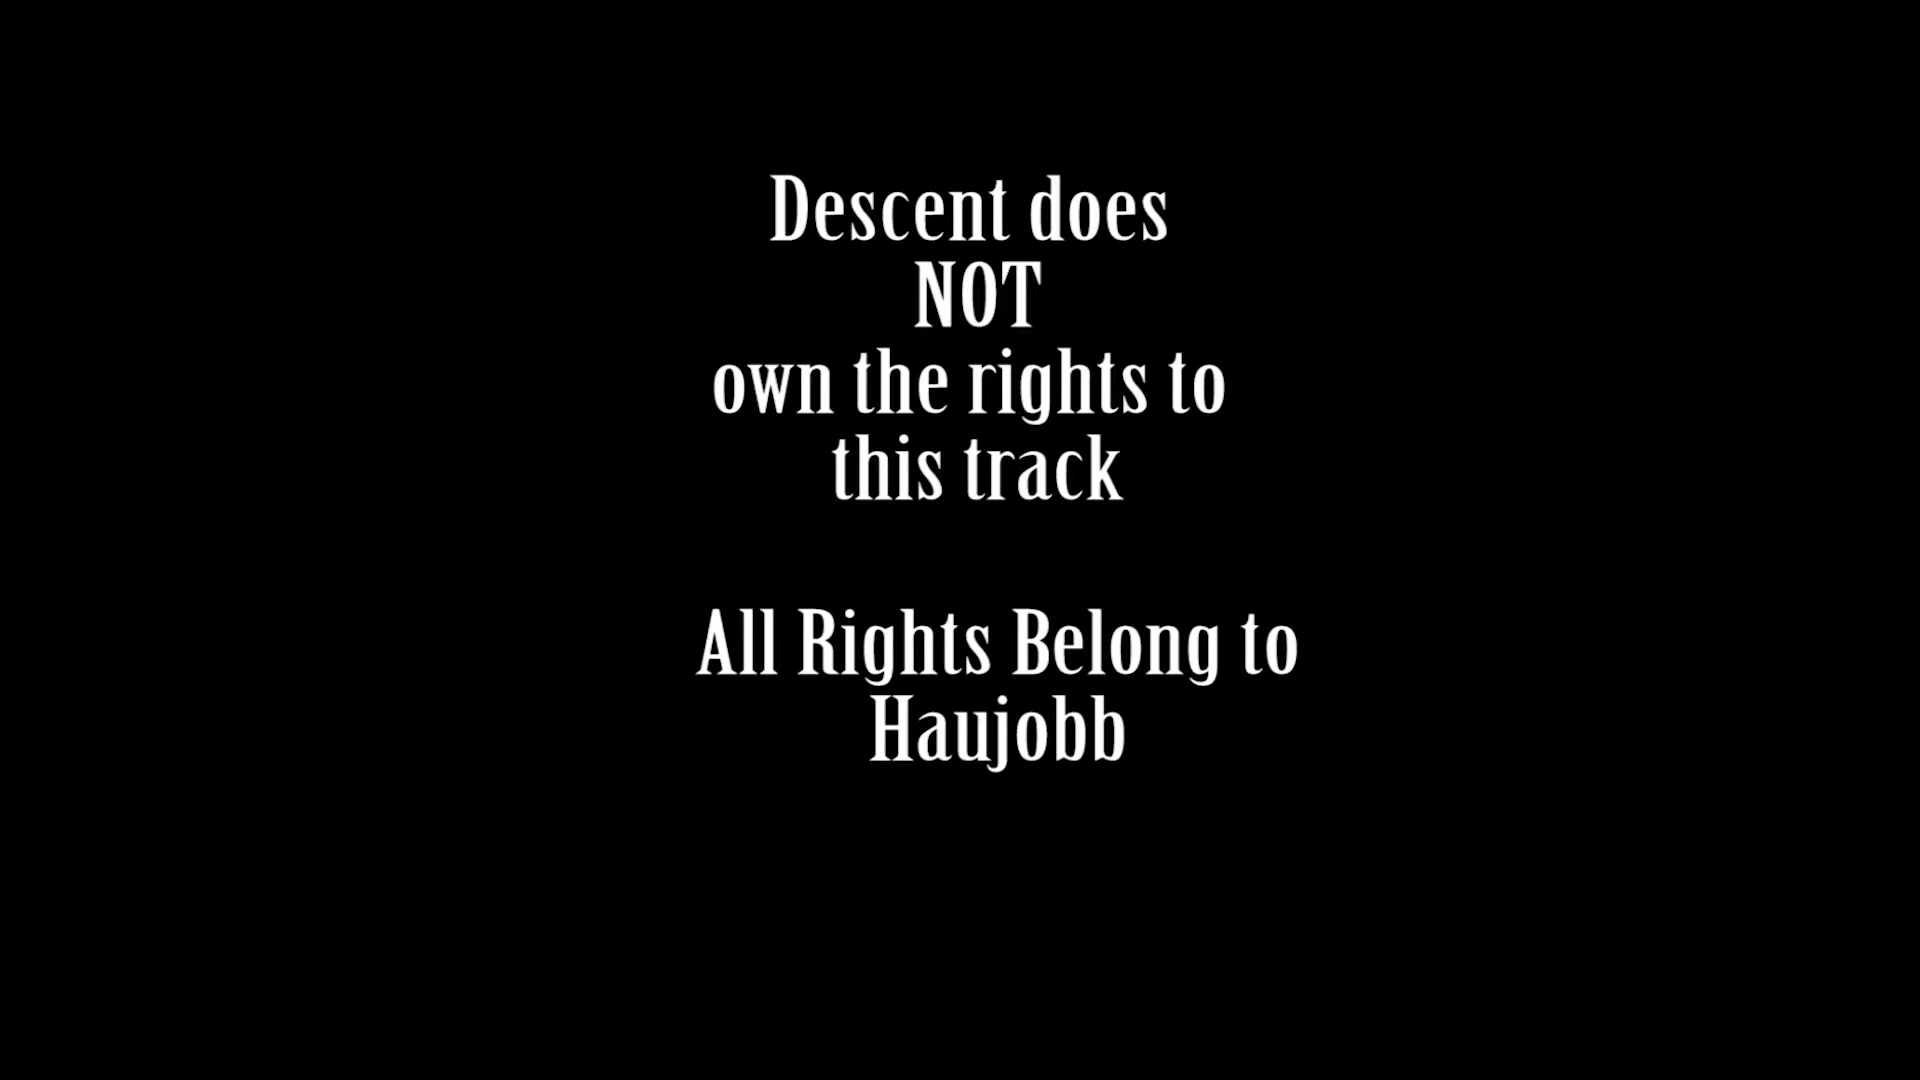 Descent does
NOT
own the rights to
this track
All Rights Belong to
Haujobb